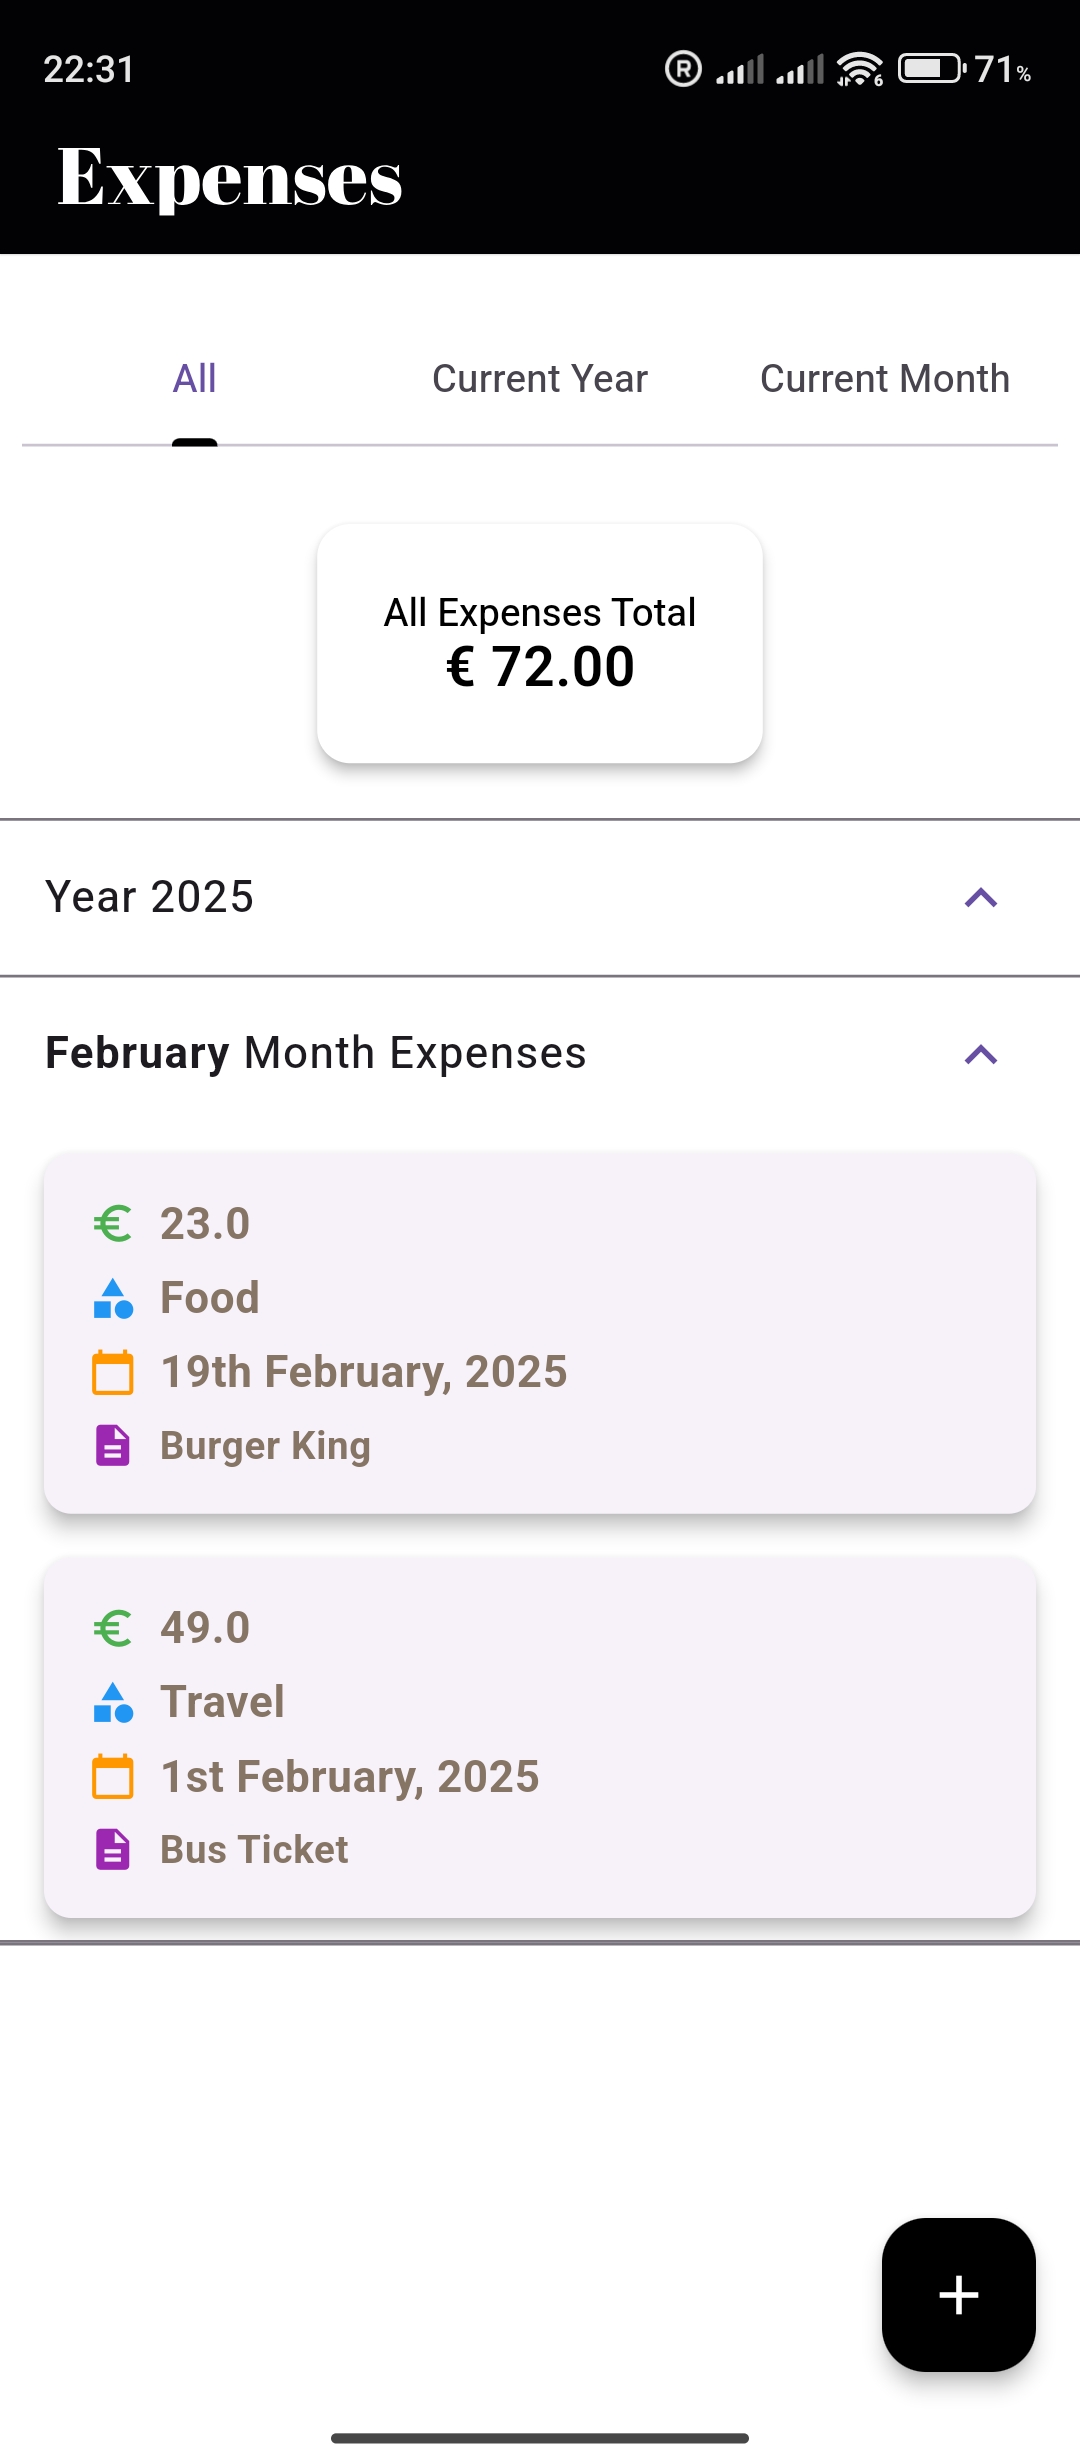 22:31
R
6
71%
Expenses
All
Current Year
Current Month
All Expenses Total
€ 72.00
Year 2025
February Month Expenses
€ 23.0
Food
19th February, 2025
Burger King
€ 49.0
Travel
1st February, 2025
Bus Ticket
+